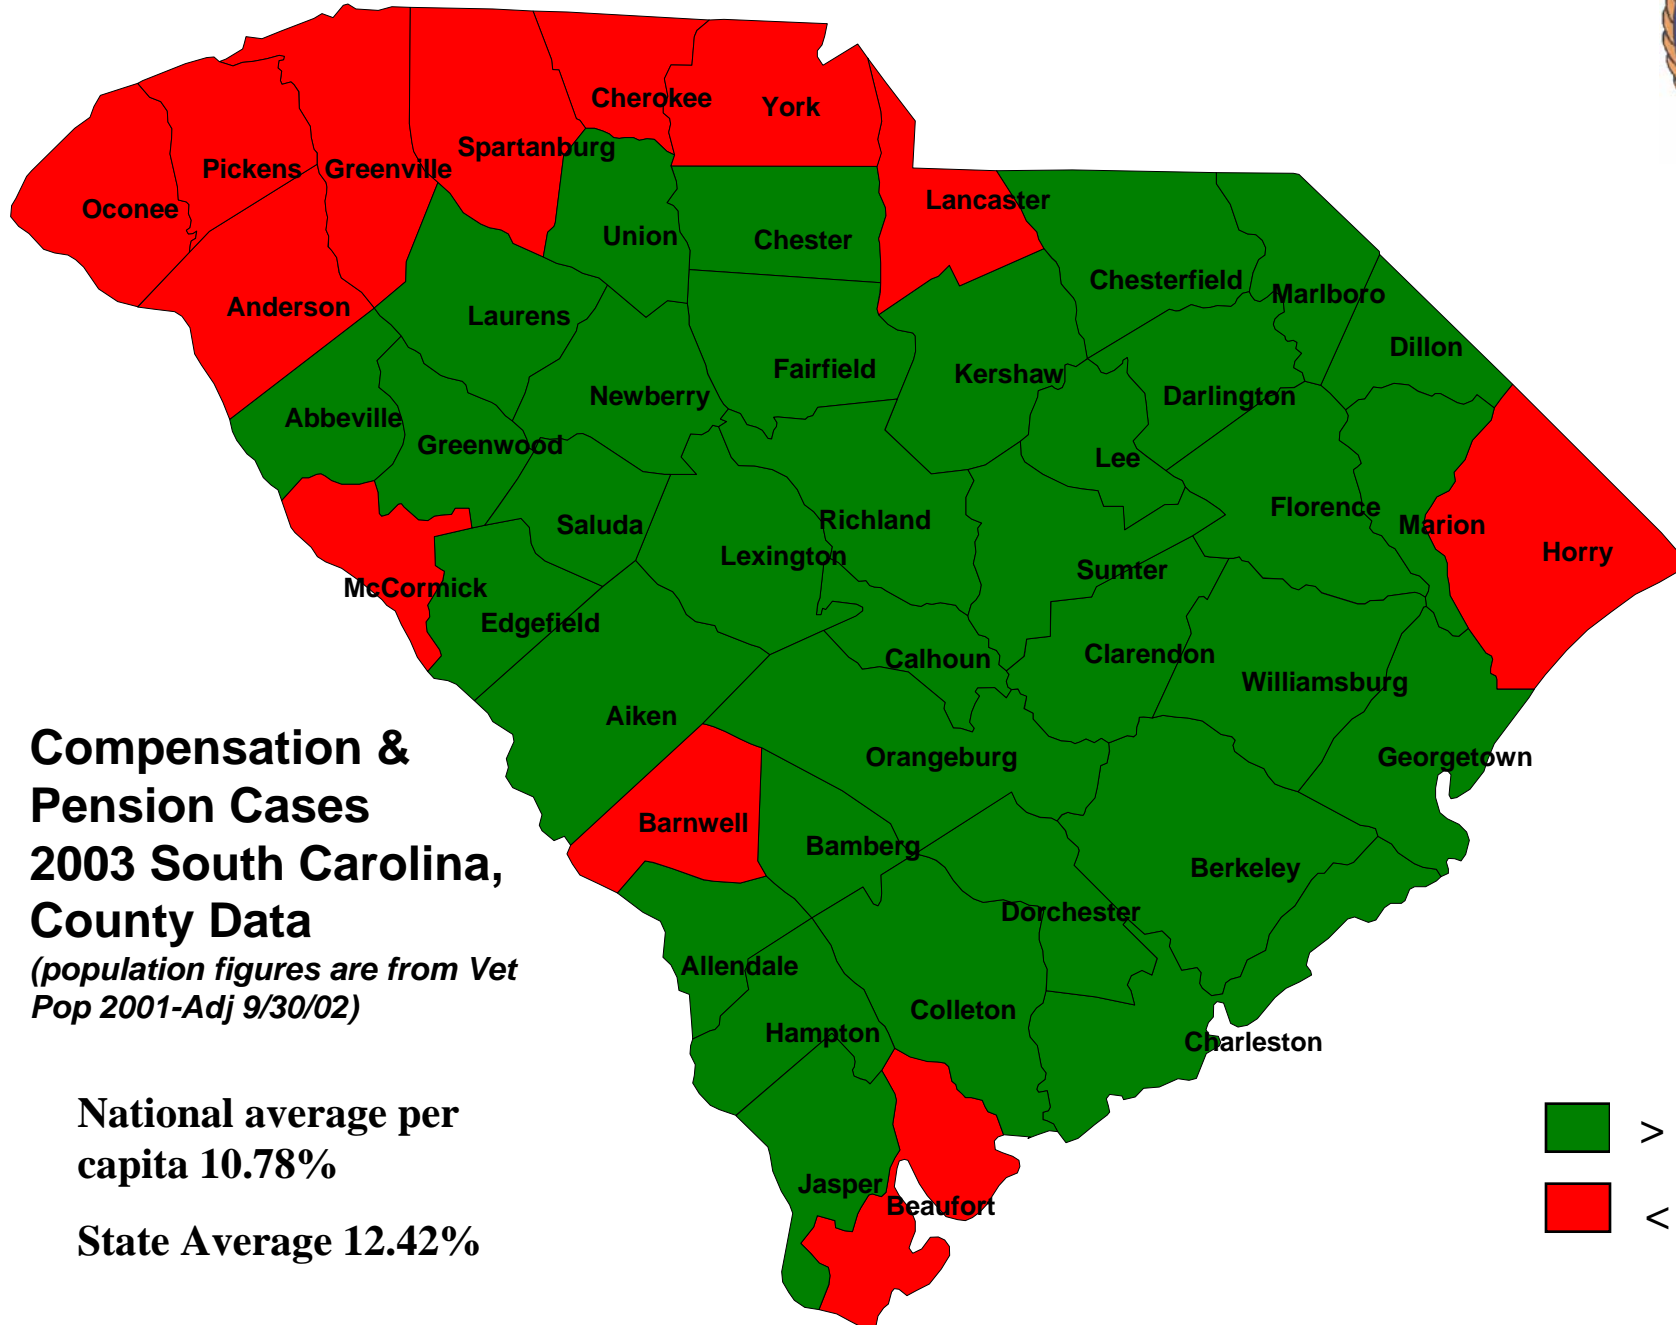 Cherokee
York
Spartanburg
Pickens
Greenville
Oconee
Lancaster
Union
Chester
Chesterfield
Marlboro
Anderson
Laurens
Dillon
Fairfield
Kershaw
Newberry
Darlington
Abbeville
Greenwood
Lee
Florence
Saluda
Richland
Marion
Lexington
Horry
Sumter
McCormick
Edgefield
Calhoun
Clarendon
Williamsburg
Aiken
Orangeburg
Georgetown
Barnwell
Bamberg
Berkeley
Dorchester
Allendale
Colleton
Hampton
Charleston
Jasper
Beaufort
Compensation &
Pension Cases
2003 South Carolina,
County Data
(population figures are from Vet
Pop 2001-Adj 9/30/02)
National average per
capita 10.78%
State Average 12.42%
>
<